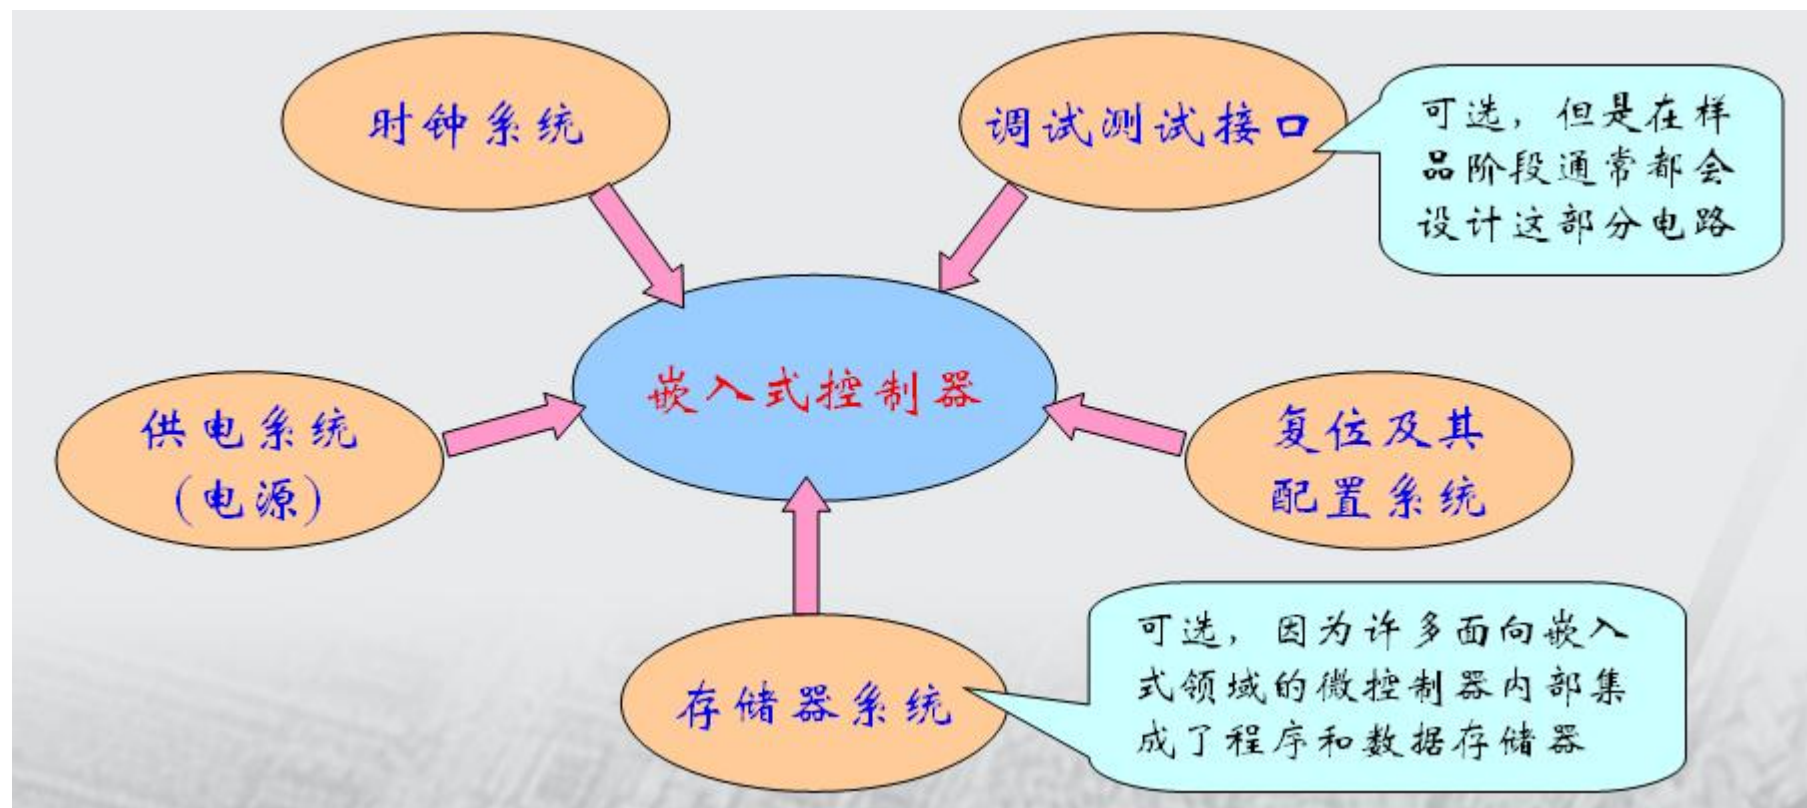 时钟系统
调试测试接口
可选，但是在样
品阶段通常都会
设计这部分电路
嵌入式控制器
供电系统
（电源）
复位及其
配置系统
存储器系统
可选，因为许多面向嵌入
式领域的微控制器内部集
成了程序和数据存储器